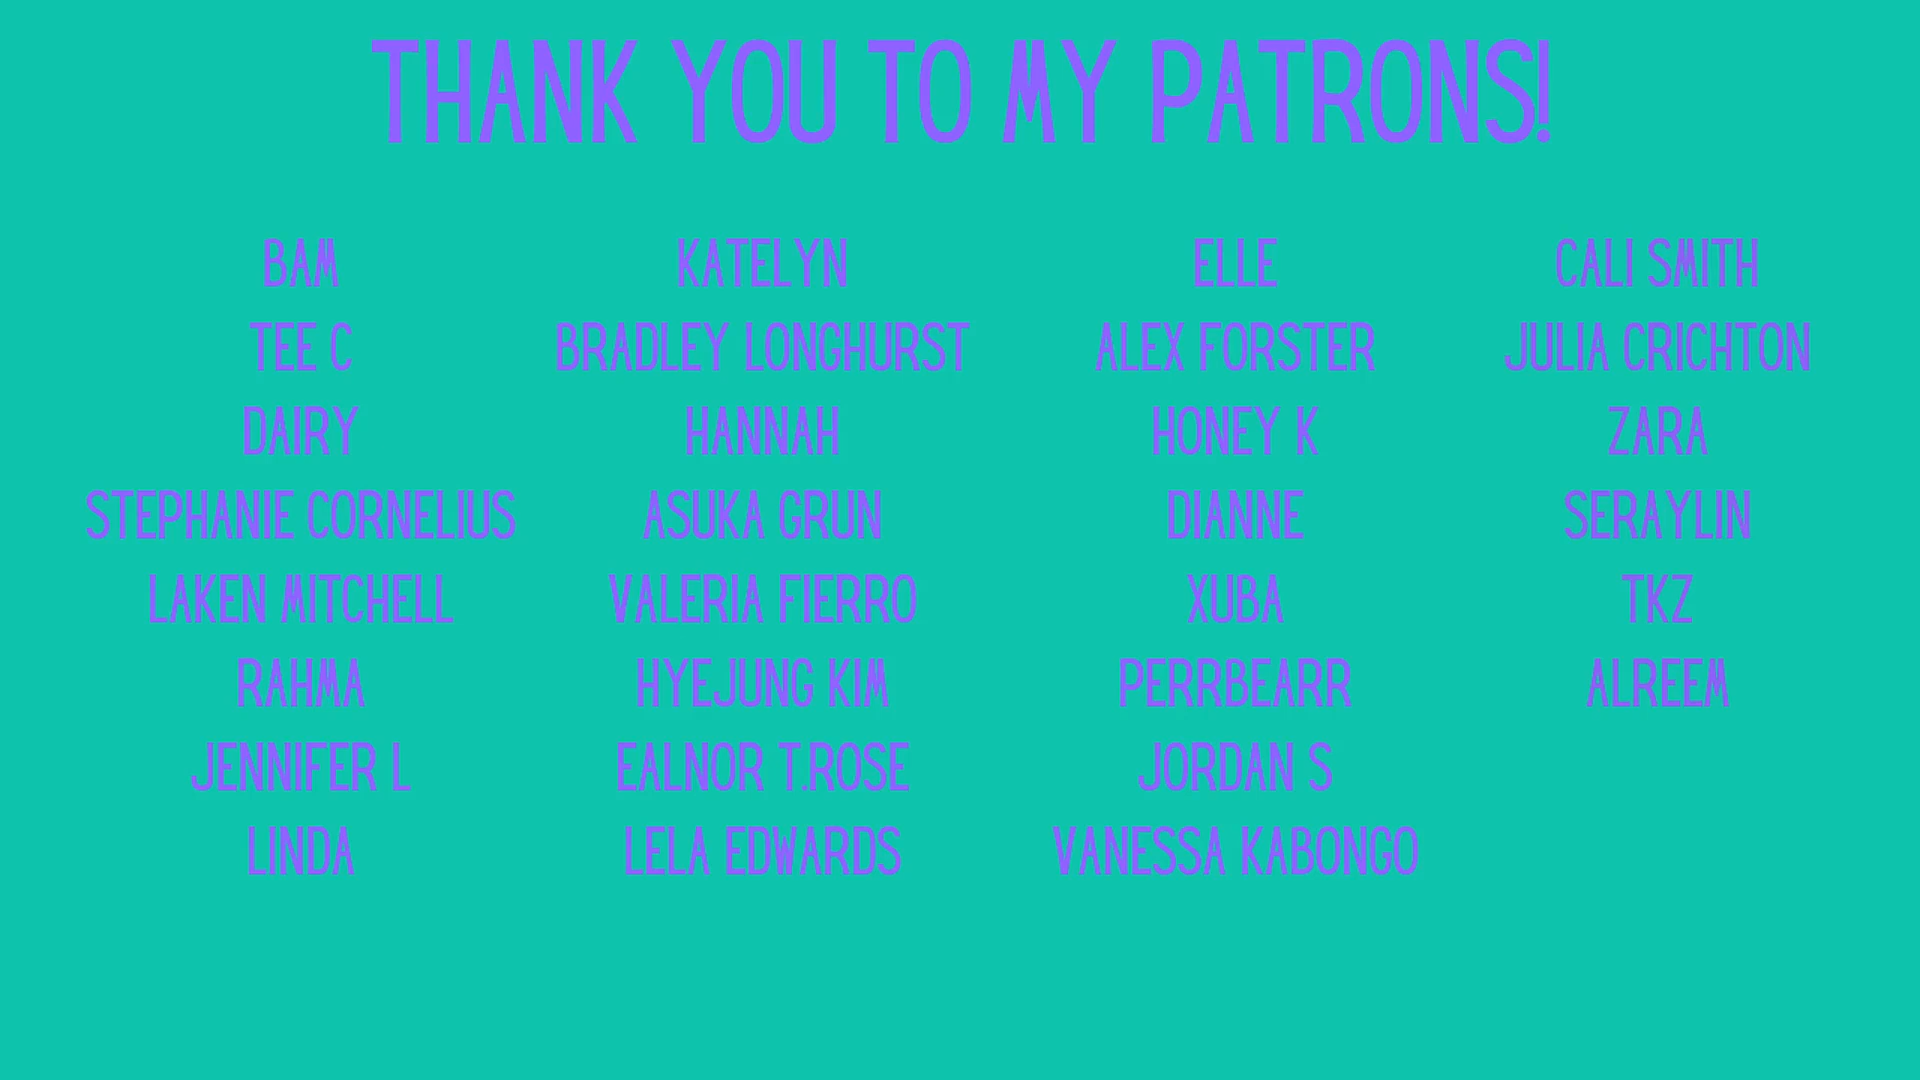 THANK YOU TO MY PATRONS!
BAM
TEE C
DAIRY
STEPHANIE CORNELIUS
LAKEN MITCHELL
RAHMA
JENNIFER L
LINDA
KATELYN
BRADLEY LONGHURST
HANNAH
ASUKA GRUN
VALERIA FIERRO
HYEJUNG KIM
EALNOR T.ROSE
LELA EDWARDS
ELLE
ALEX FORSTER
HONEY K
DIANNE
XUBA
PERRBEARR
JORDAN S
VANESSA KABONGO
CALI SMITH
JULIA CRICHTON
ZARA
SERAYLIN
TKZ
ALREEM